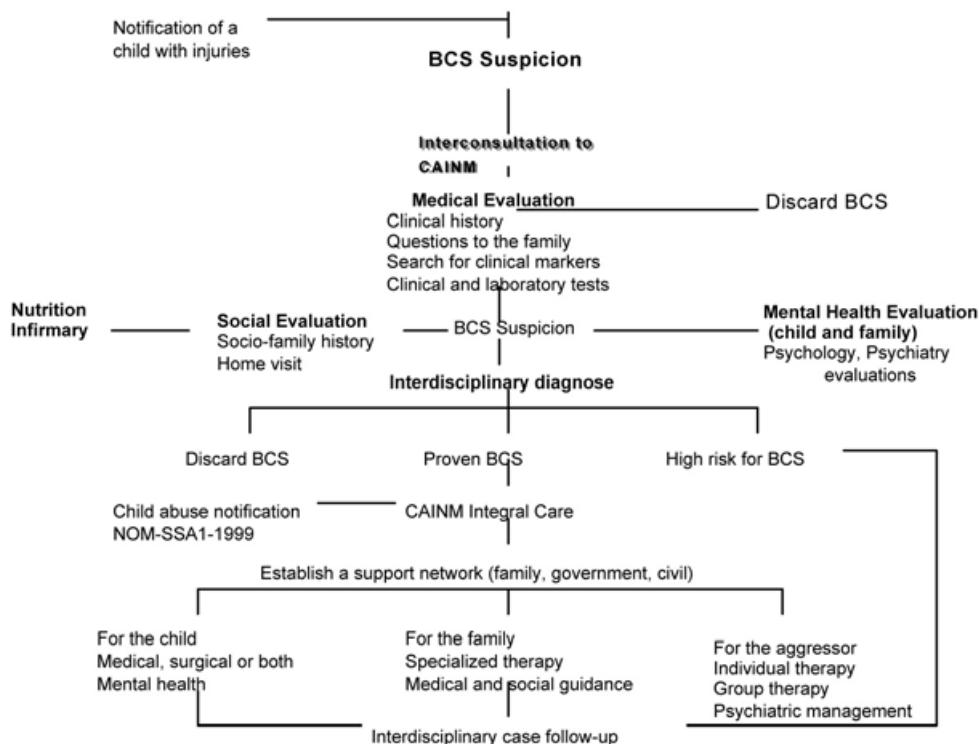 Notification of a
child with injuries
BCS Suspicion
Interconsultation to
CAINM
Medical Evaluation
Clinical history
Questions to the family
Search for clinical markers
Clinical and laboratory tests
Discard BCS
Nutrition
Infirmary
Social Evaluation
Socio-family history
Home visit
BCS Suspicion
Mental Health Evaluation
(child and family)
Psychology, Psychiatry
evaluations
Interdisciplinary diagnose
Discard BCS
Proven BCS
High risk for BCS
Child abuse notification
NOM-SSA1-1999
CAINM Integral Care
Establish a support network (family, government, civil)
For the child
Medical, surgical or both
Mental health
For the family
Specialized therapy
Medical and social guidance
For the aggressor
Individual therapy
Group therapy
Psychiatric management
Interdisciplinary case follow-up